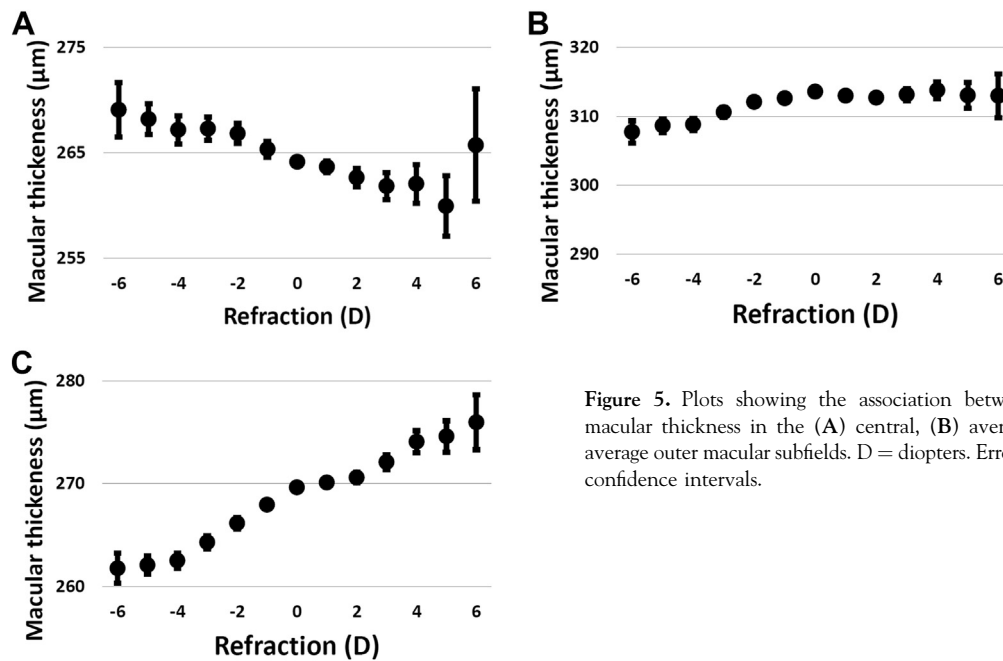 A
Macular thickeness (µm)
275
265
255
-6 -4 -2 0 2 4 6
Refraction (D)
B
Macular thickness (µm)
320
310
300
290
-6 -4 -2 0 2 4 6
Refraction (D)
C
Macular thickness (µm)
280
270
260
-6 -4 -2 0 2 4 6
Refraction (D)
Figure 5. Plots showing the association
macular thickness in the (A) central, (B)
average outer macular subfields. D = diopters.
confidence intervals.